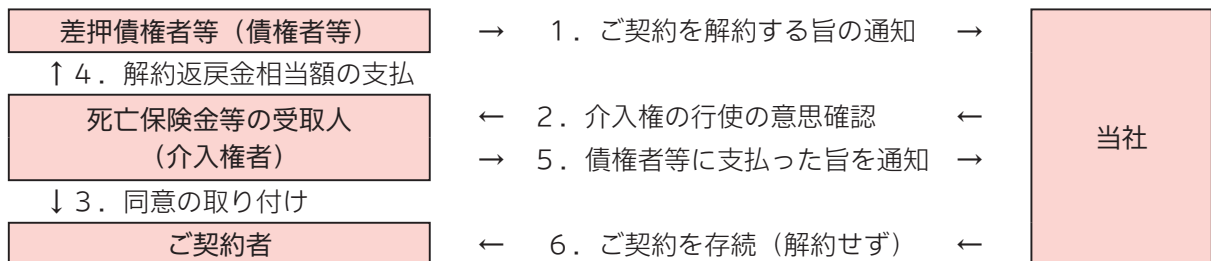 差押債権者等（債権者等） → １．ご契約を解約する旨の通知 →
↑４．解約返戻金相当額の支払
死亡保険金等の受取人 ← ２．介入権の行使の意思確認 ←
（介入権者） → ５．債権者等に支払った旨を通知 →
当社
↓３．同意の取り付け
ご契約者 ← ６．ご契約を存続（解約せず） ←